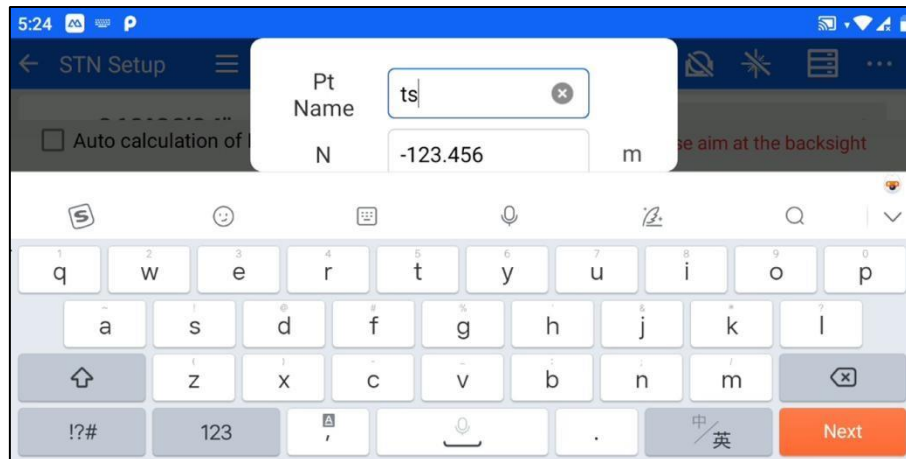 5:24
STN Setup
Pt Name
ts
Auto calculation of
se aim at the backsight
N
-123.456
m
1 2 3 4 5 6 7 8 9 0
q w e r t y u i o p
~ ! @ # % ' & * ?
a s d f g h j k l
( ) - _ : ; /
z x c v b n m
!?# 123 , . 中/英 Next